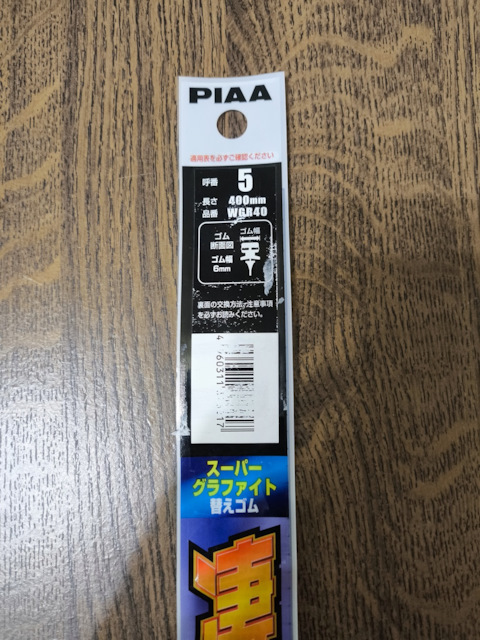 PIAA
適用表を必ずご確認ください
呼番 5
長さ 400mm
品番 WGR40
ゴム断面図
ゴム幅
ゴム幅
6mm
裏面の交換方法・注意事項
を必ずお読みください。
スーパー
グラファイト
替えゴム